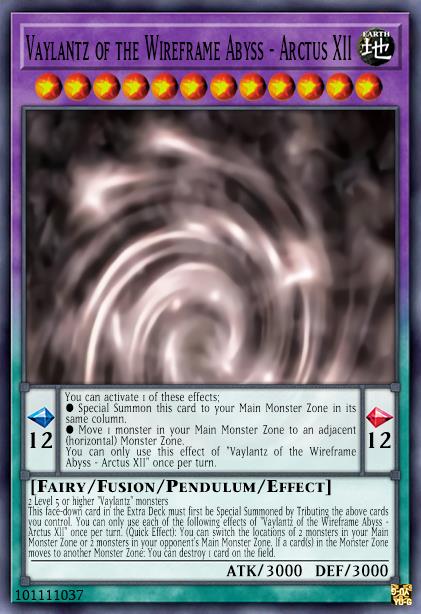 Vaylantz of the Wireframe Abyss - Arctus XII
EARTH
地
You can activate 1 of these effects;
● Special Summon this card to your Main Monster Zone in its
same column.
● Move 1 monster in your Main Monster Zone to an adjacent
(horizontal) Monster Zone.
You can only use this effect of "Vaylantz of the Wireframe
Abyss - Arctus XII" once per turn.
12
12
[Fairy/Fusion/Pendulum/Effect]
2 Level 5 or higher "Vaylantz" monsters
This face-down card in the Extra Deck must first be Special Summoned by Tributing the above cards
you control. You can only use each of the following effects of "Vaylantz of the Wireframe Abyss -
Arctus XII" once per turn. (Quick Effect): You can switch the locations of 2 monsters in your Main
Monster Zone or 2 monsters in your opponent's Main Monster Zone. If a card(s) in the Monster Zone
moves to another Monster Zone: You can destroy 1 card on the field.
ATK/3000 DEF/3000
101111037